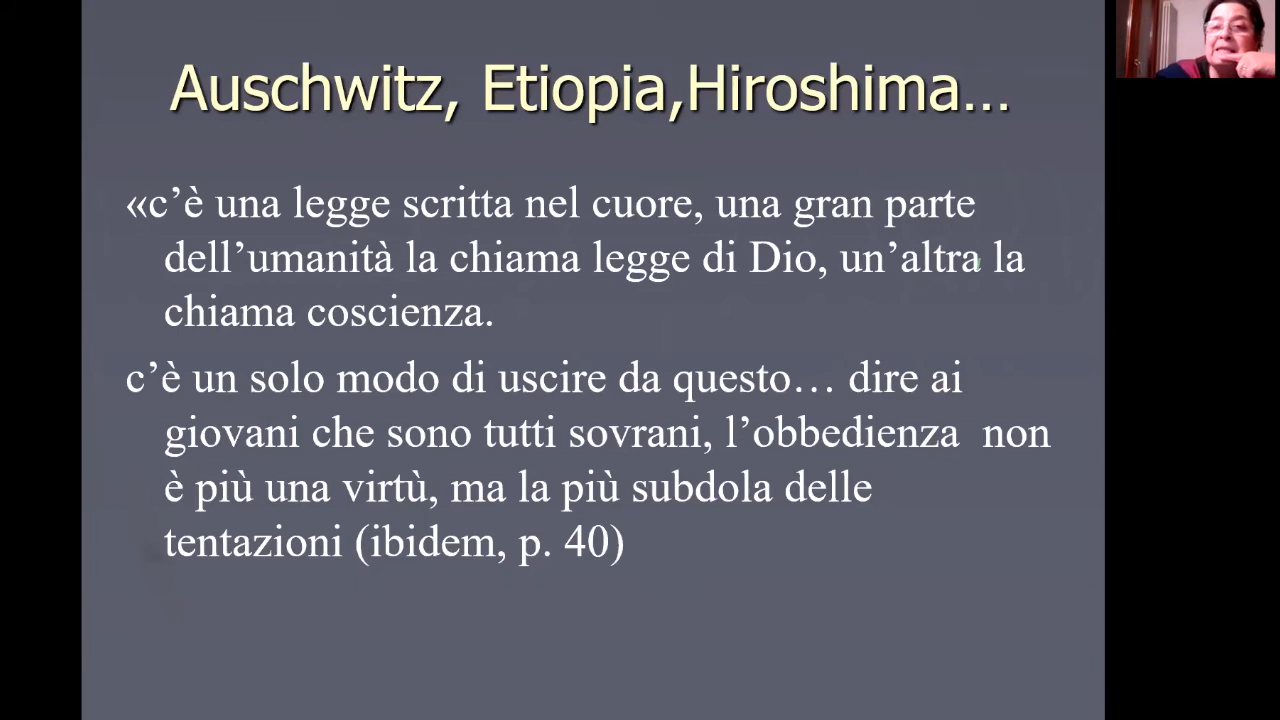 Auschwitz, Etiopia,Hiroshima…
«c’è una legge scritta nel cuore, una gran parte
dell’umanità la chiama legge di Dio, un’altra la
chiama coscienza.
c’è un solo modo di uscire da questo… dire ai
giovani che sono tutti sovrani, l’obbedienza  non
è più una virtù, ma la più subdola delle
tentazioni (ibidem, p. 40)